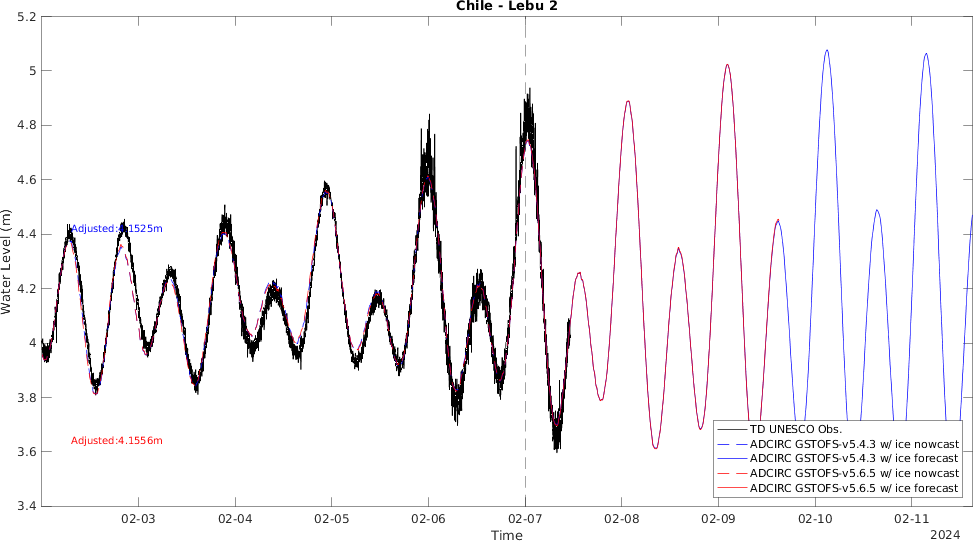 Chile - Lebu 2
5.2
5
4.8
4.6
4.4
4.2
4
3.8
3.6
3.4
Water Level (m)
Adjusted:4.1525m
Adjusted:4.1556m
TD UNESCO Obs.
ADCIRC GSTOFS-v5.4.3 w/ ice nowcast
ADCIRC GSTOFS-v5.4.3 w/ ice forecast
ADCIRC GSTOFS-v5.6.5 w/ ice nowcast
ADCIRC GSTOFS-v5.6.5 w/ ice forecast
02-03 02-04 02-05 02-06 02-07 02-08 02-09 02-10 02-11
Time
2024